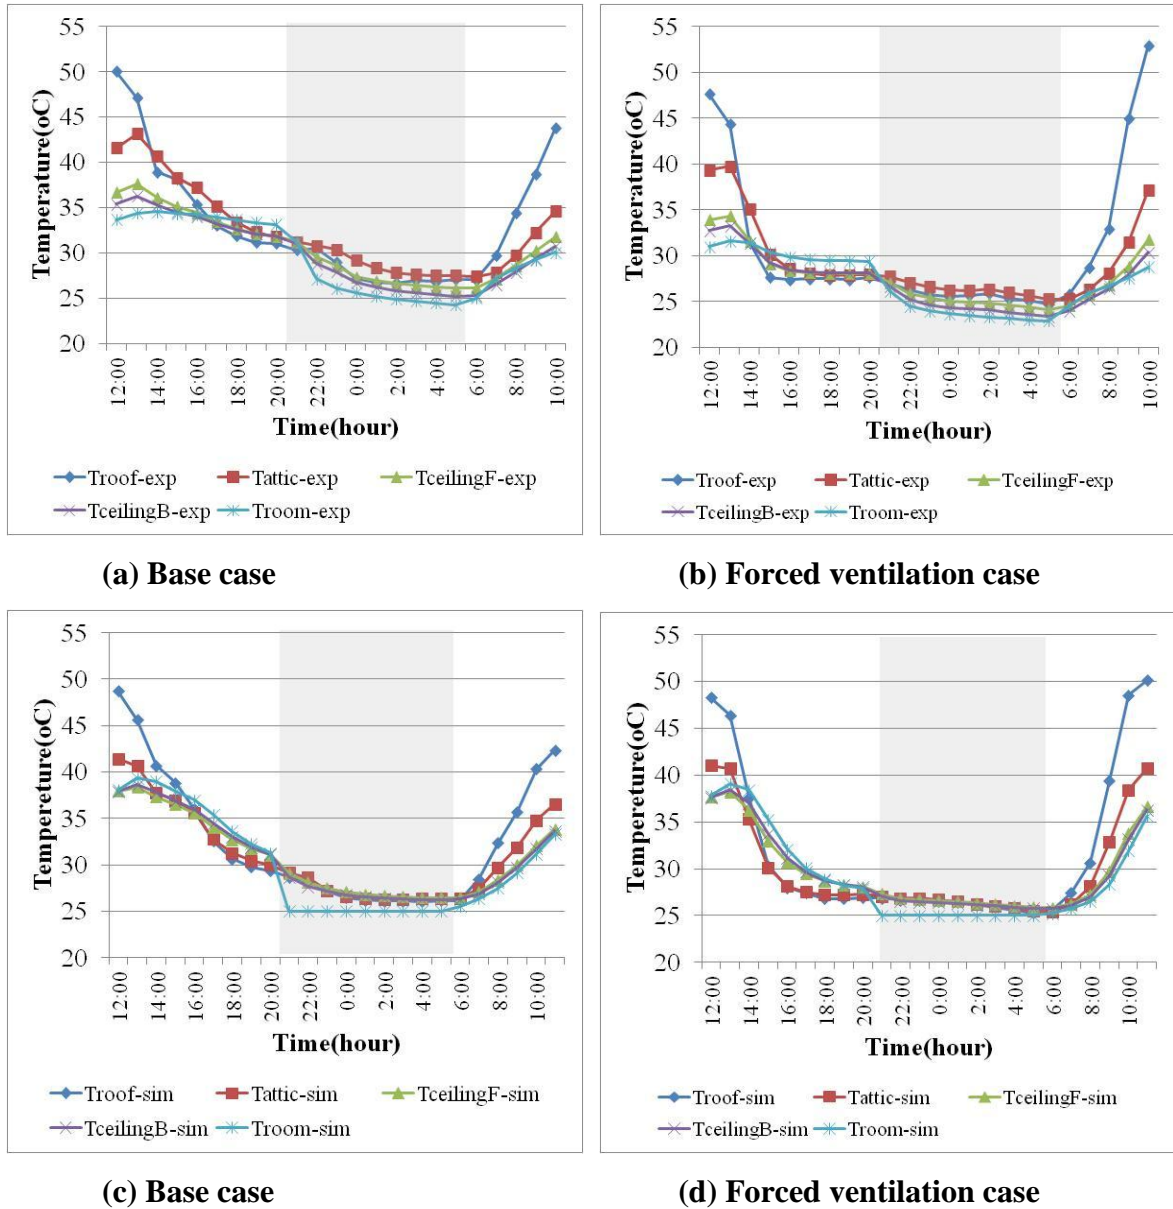 55
50
45
40
35
30
25
20
Temperature(oC)
12:00 14:00 16:00 18:00 20:00 22:00 0:00 2:00 4:00 6:00 8:00 10:00
Time(hour)
Troof-exp Tattic-exp TceilingF-exp
TceilingB-exp Troom-exp
(a) Base case
55
50
45
40
35
30
25
20
Temperature(oC)
12:00 14:00 16:00 18:00 20:00 22:00 0:00 2:00 4:00 6:00 8:00 10:00
Time(hour)
Troof-exp Tattic-exp TceilingF-exp
TceilingB-exp Troom-exp
(b) Forced ventilation case
55
50
45
40
35
30
25
20
Tempereture(oC)
12:00 14:00 16:00 18:00 20:00 22:00 0:00 2:00 4:00 6:00 8:00 10:00
Time(hour)
Troof-sim Tattic-sim TceilingF-sim
TceilingB-sim Troom-sim
(c) Base case
55
50
45
40
35
30
25
20
Tempereture(oC)
12:00 14:00 16:00 18:00 20:00 22:00 0:00 2:00 4:00 6:00 8:00 10:00
Time(hour)
Troof-sim Tattic-sim TceilingF-sim
TceilingB-sim Troom-sim
(d) Forced ventilation case